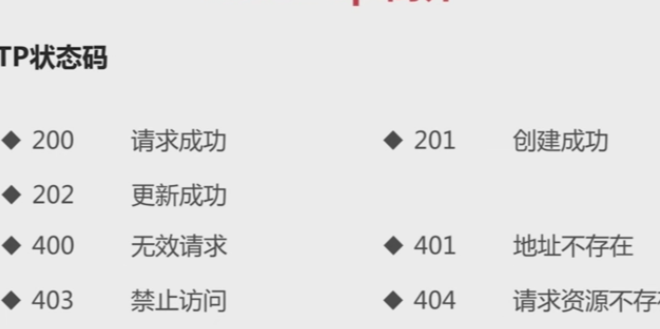 TP状态码
◆ 200 请求成功 ◆ 201 创建成功
◆ 202 更新成功
◆ 400 无效请求 ◆ 401 地址不存在
◆ 403 禁止访问 ◆ 404 请求资源不存